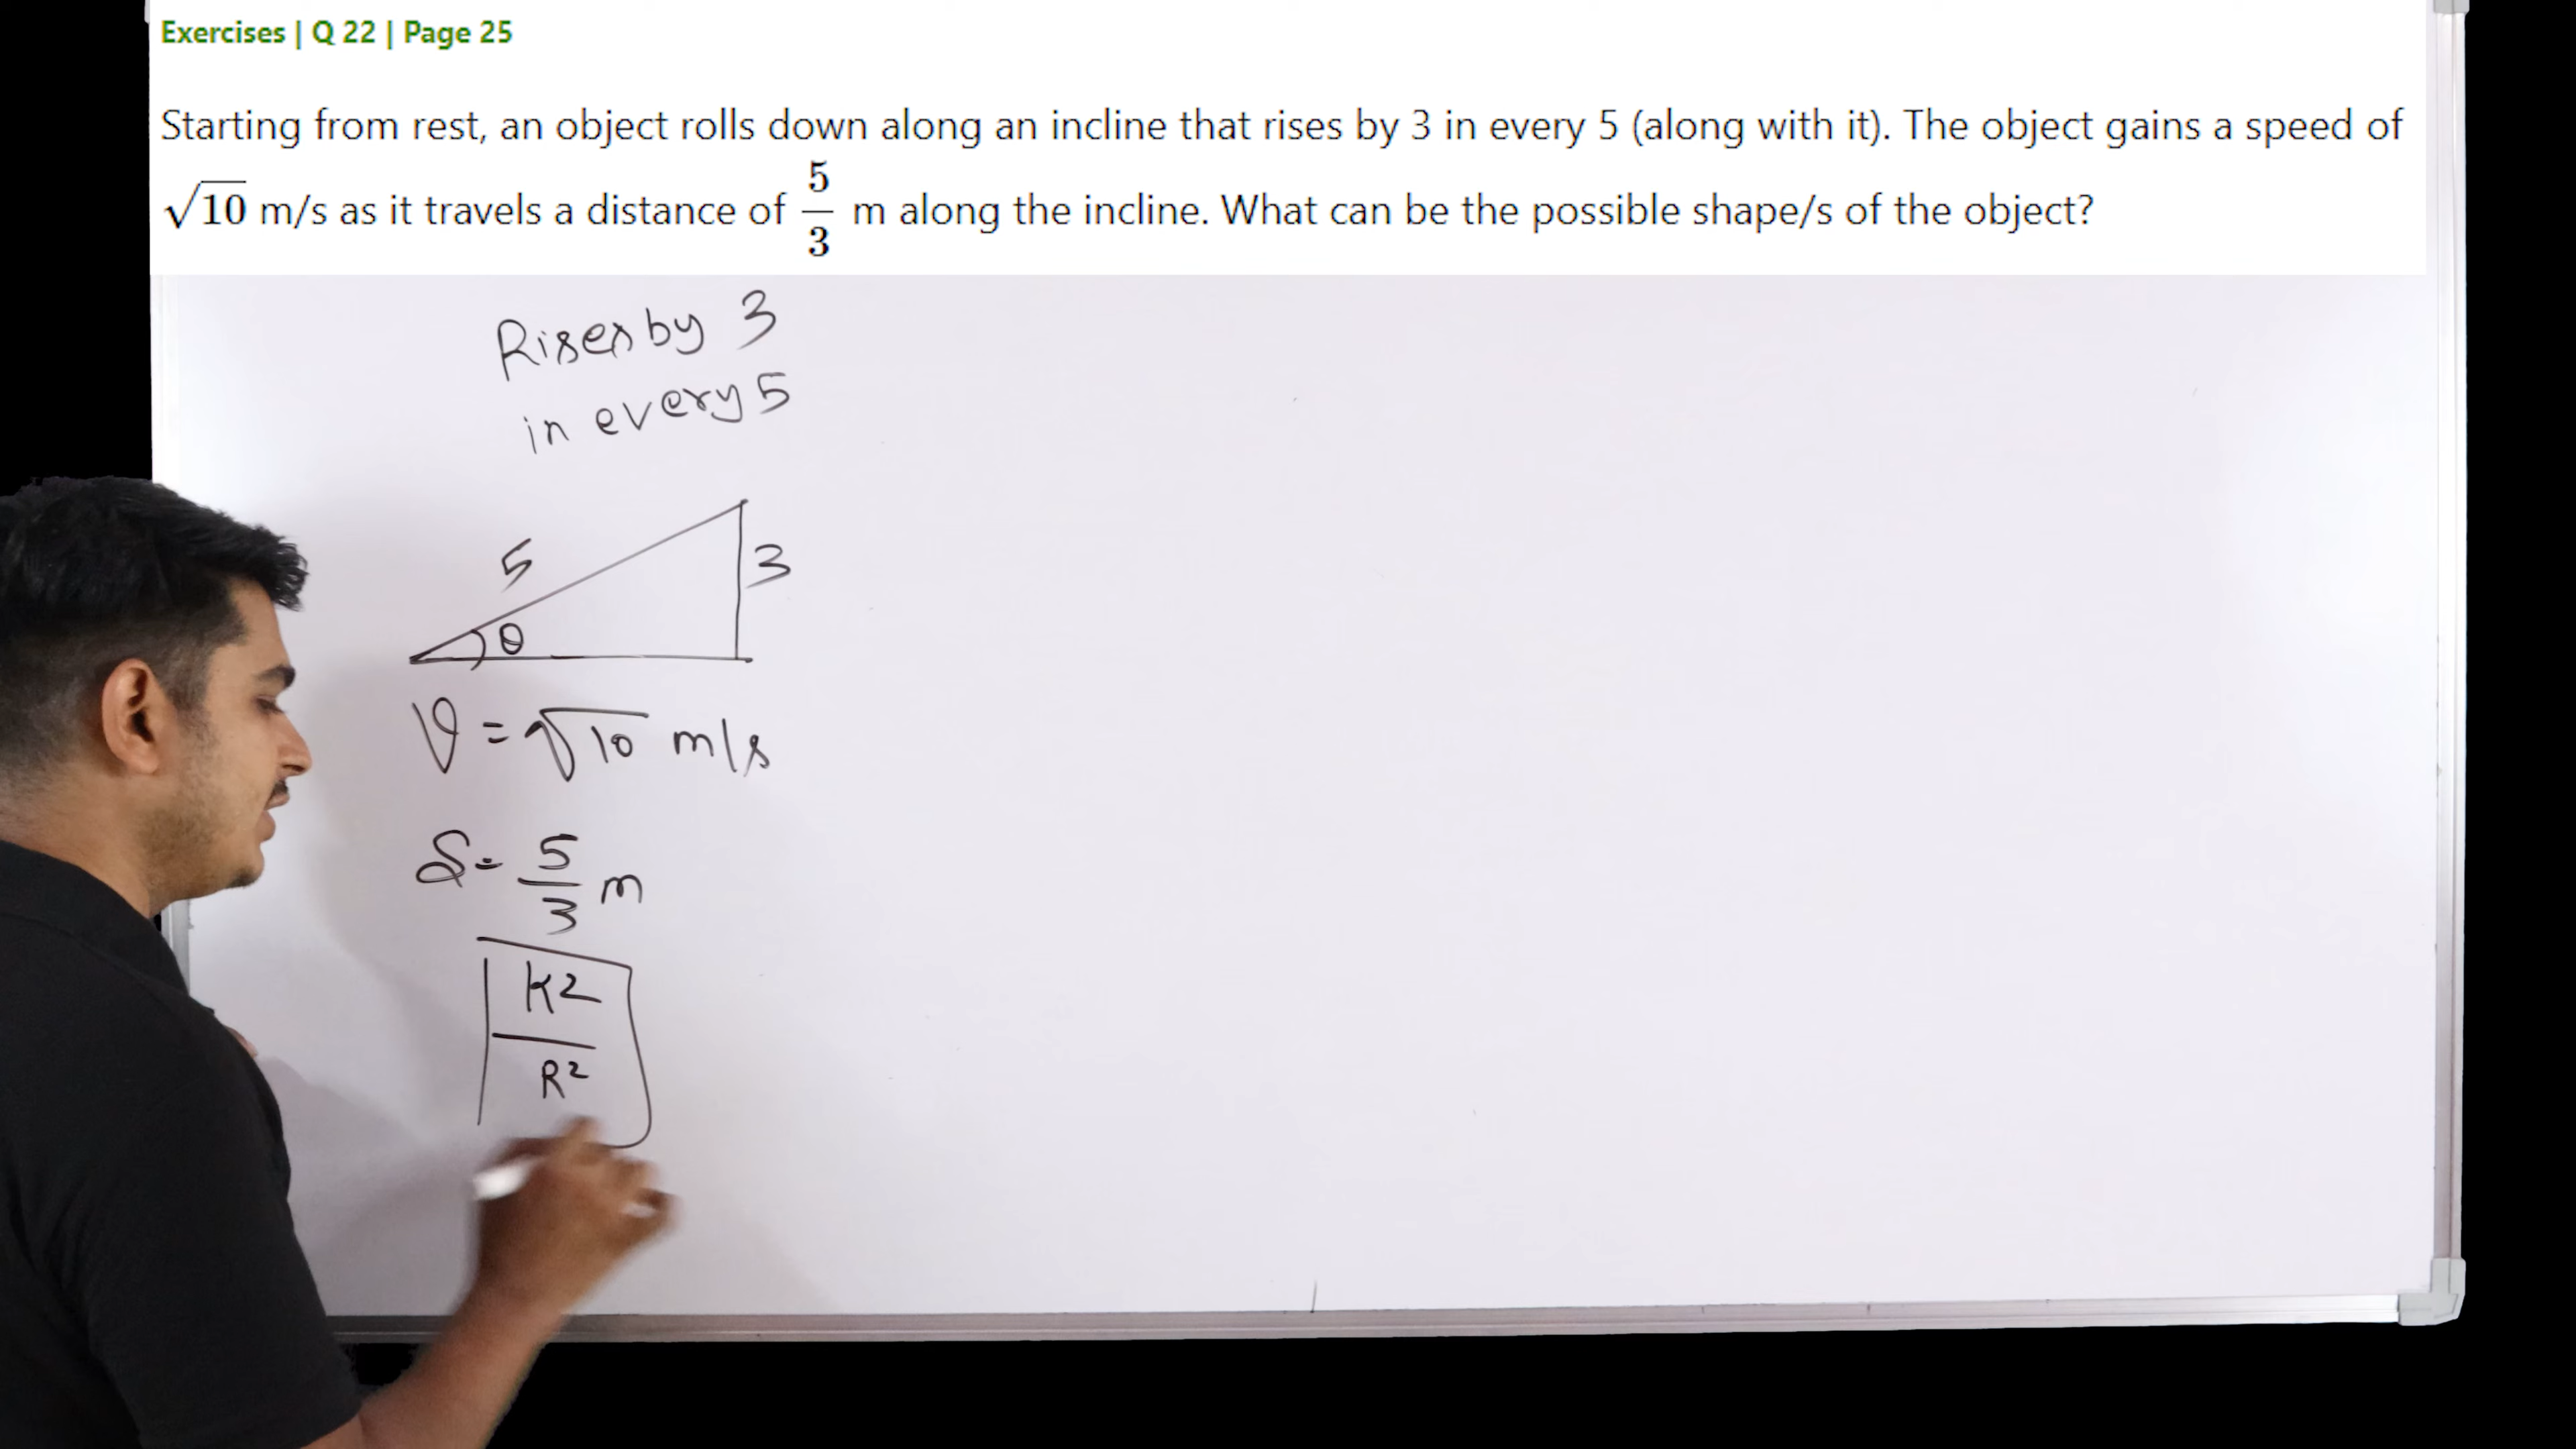 Exercises | Q 22 | Page 25
Starting from rest, an object rolls down along an incline that rises by 3 in every 5 (along with it). The object gains a speed of
√10 m/s as it travels a distance of 5/3 m along the incline. What can be the possible shape/s of the object?
Rises by 3
in every 5
5
3
θ
v = √10 m/s
s = 5/3 m
K²/R²